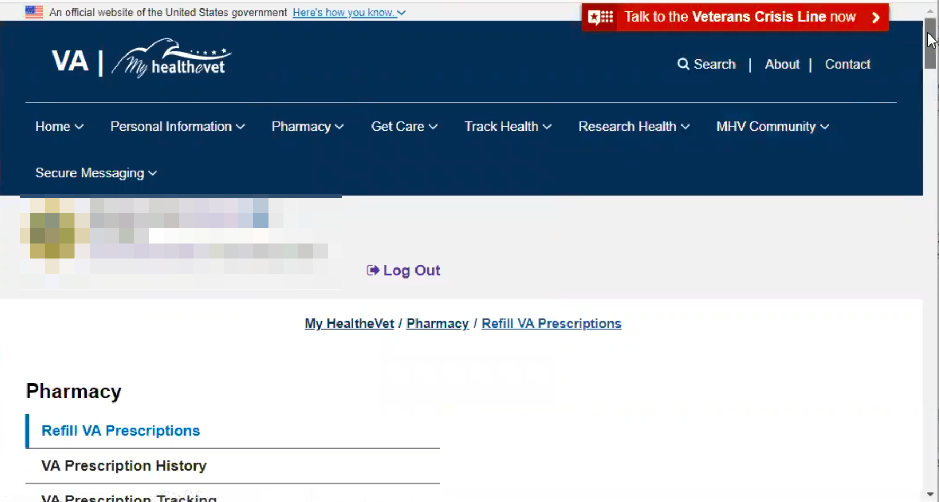 An official website of the United States government Here's how you know.
Talk to the Veterans Crisis Line now
VA | My healthevet
Search | About | Contact
Home Personal Information Pharmacy Get Care Track Health Research Health MHV Community
Secure Messaging
Log Out
My HealtheVet / Pharmacy / Refill VA Prescriptions
Pharmacy
Refill VA Prescriptions
VA Prescription History
VA Prescription Tracking